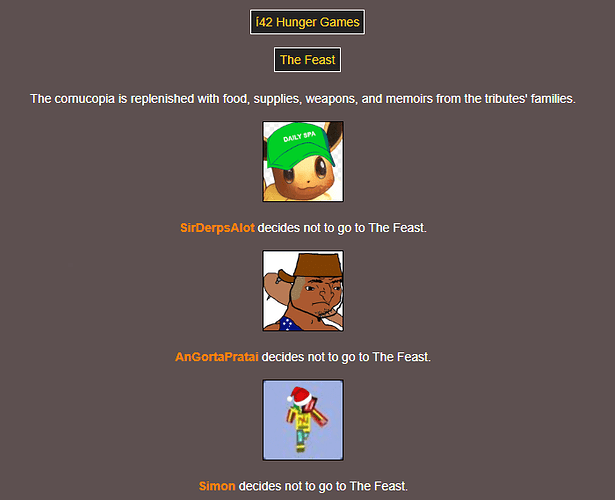 í42 Hunger Games
The Feast
The cornucopia is replenished with food, supplies, weapons, and memoirs from the tributes' families.
DAILY SPA
SirDerpsAlot decides not to go to The Feast.
AnGortaPratai decides not to go to The Feast.
Simon decides not to go to The Feast.